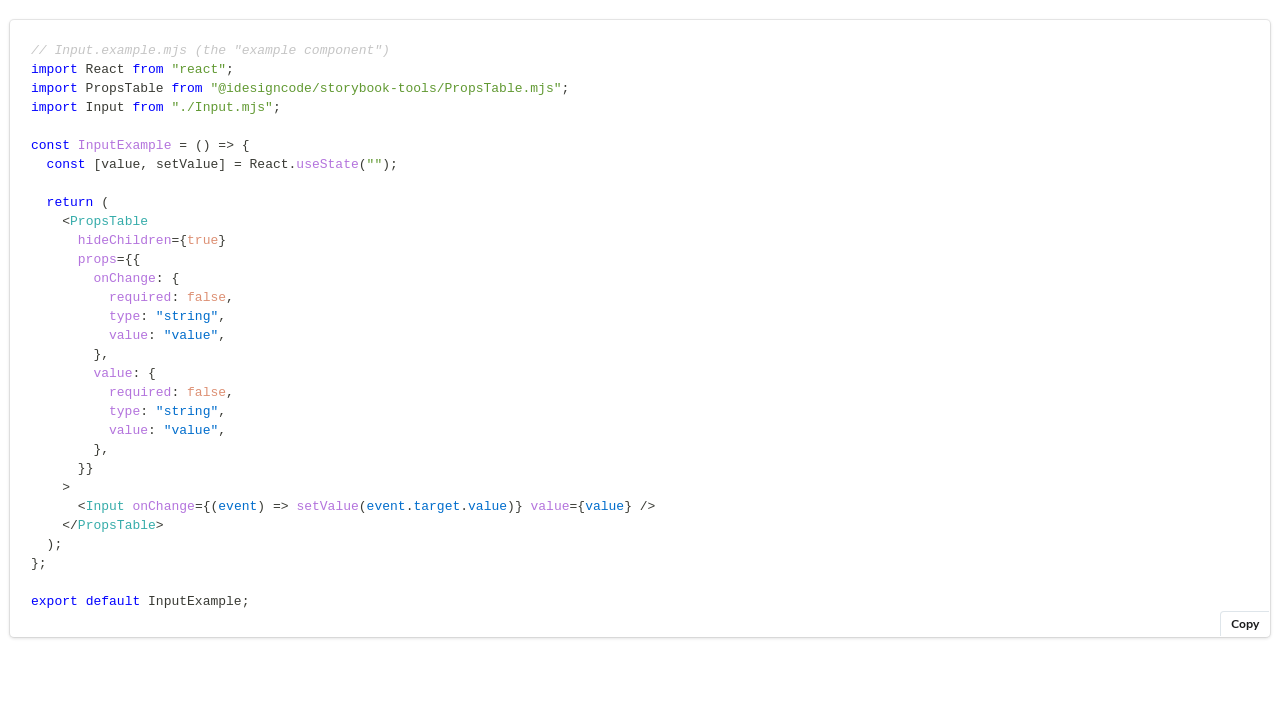 // Input.example.mjs (the "example component")
import React from "react";
import PropsTable from "@idesigncode/storybook-tools/PropsTable.mjs";
import Input from "./Input.mjs";

const InputExample = () => {
  const [value, setValue] = React.useState("");

  return (
    <PropsTable
      hideChildren={true}
      props={{
        onChange: {
          required: false,
          type: "string",
          value: "value",
        },
        value: {
          required: false,
          type: "string",
          value: "value",
        },
      }}
    >
      <Input onChange={(event) => setValue(event.target.value)} value={value} />
    </PropsTable>
  );
};

export default InputExample;
Copy